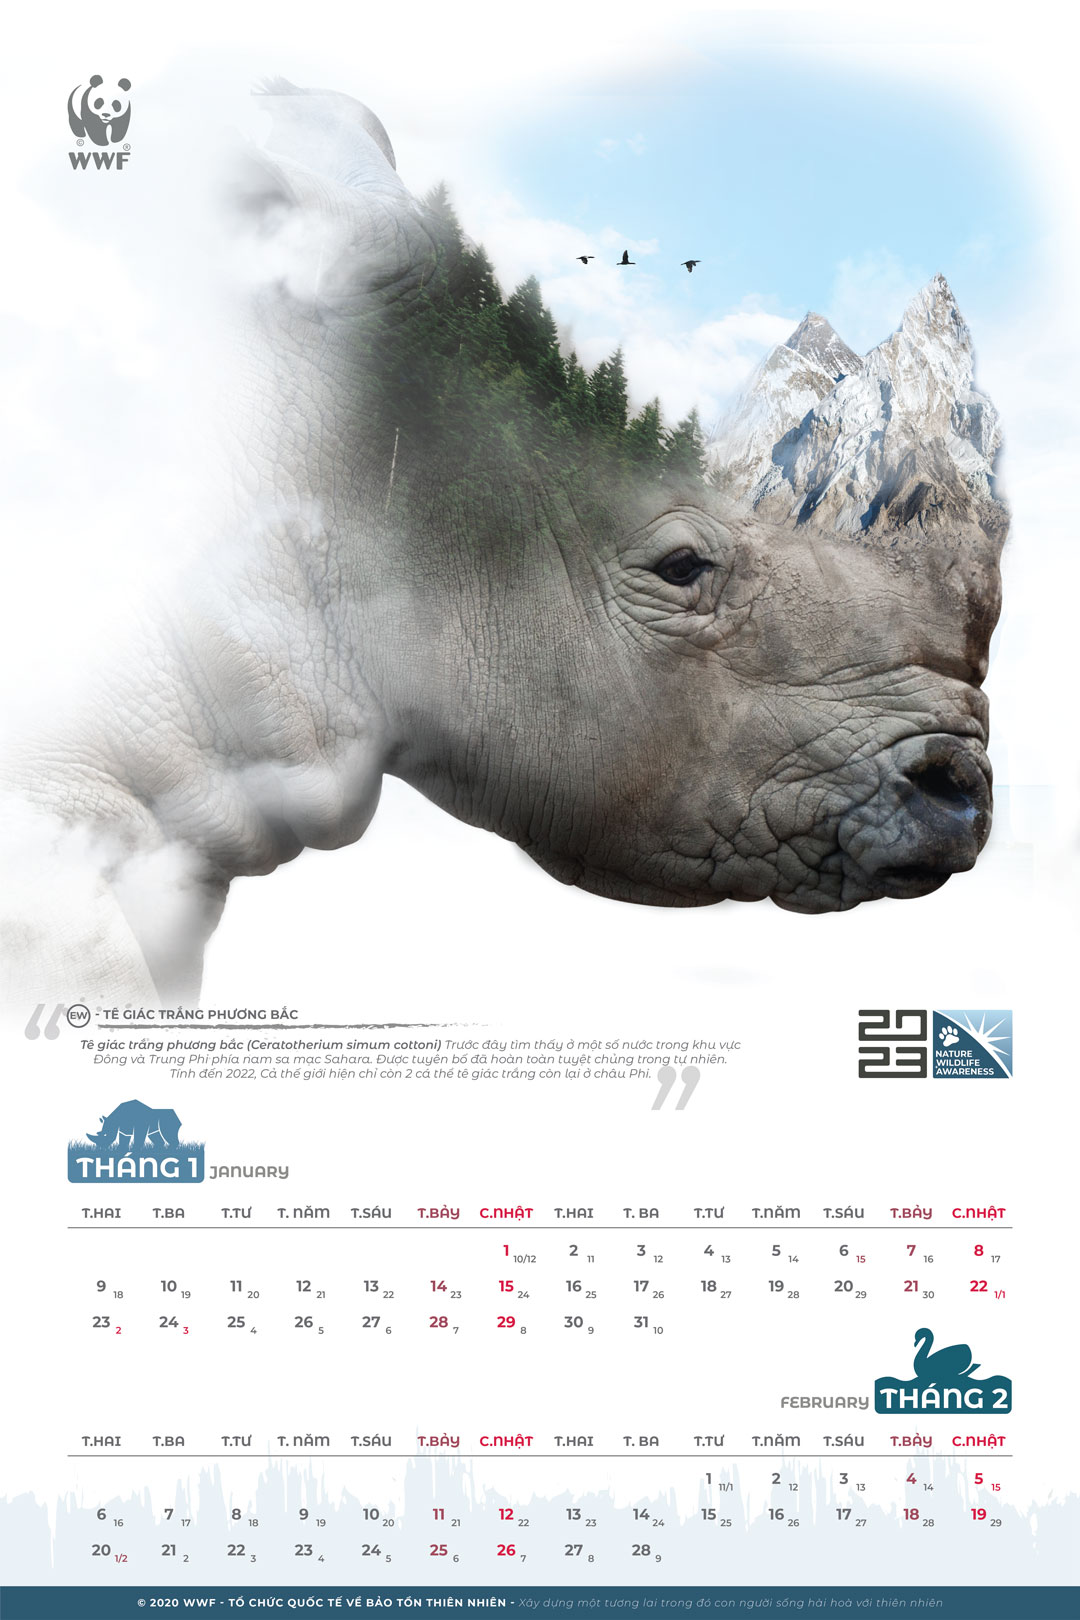 © ®
WWF
“
EW - TÊ GIÁC TRẮNG PHƯƠNG BẮC
Tê giác trắng phương bắc (Ceratotherium simum cottoni) Trước đây tìm thấy ở một số nước trong khu vực
Đông và Trung Phi phía nam sa mạc Sahara. Được tuyên bố đã hoàn toàn tuyệt chủng trong tự nhiên.
Tính đến 2022, Cả thế giới hiện chỉ còn 2 cá thể tê giác trắng còn lại ở châu Phi.
”
2023
NATURE
WILDLIFE
AWARENESS
THÁNG 1 JANUARY
T.HAI T.BA T.TƯ T. NĂM T.SÁU T.BẢY C.NHẬT T.HAI T. BA T.TƯ T.NĂM T.SÁU T.BẢY C.NHẬT
1 10/12 2 11 3 12 4 13 5 14 6 15 7 16 8 17
9 18 10 19 11 20 12 21 13 22 14 23 15 24 16 25 17 26 18 27 19 28 20 29 21 30 22 1/1
23 2 24 3 25 4 26 5 27 6 28 7 29 8 30 9 31 10
FEBRUARY THÁNG 2
T.HAI T.BA T.TƯ T. NĂM T.SÁU T.BẢY C.NHẬT T.HAI T. BA T.TƯ T.NĂM T.SÁU T.BẢY C.NHẬT
1 11/1 2 12 3 13 4 14 5 15
6 16 7 17 8 18 9 19 10 20 11 21 12 22 13 23 14 24 15 25 16 26 17 27 18 28 19 29
20 1/2 21 2 22 3 23 4 24 5 25 6 26 7 27 8 28 9
© 2020 WWF - TỔ CHỨC QUỐC TẾ VỀ BẢO TỒN THIÊN NHIÊN - Xây dựng một tương lai trong đó con người sống hài hoà với thiên nhiên